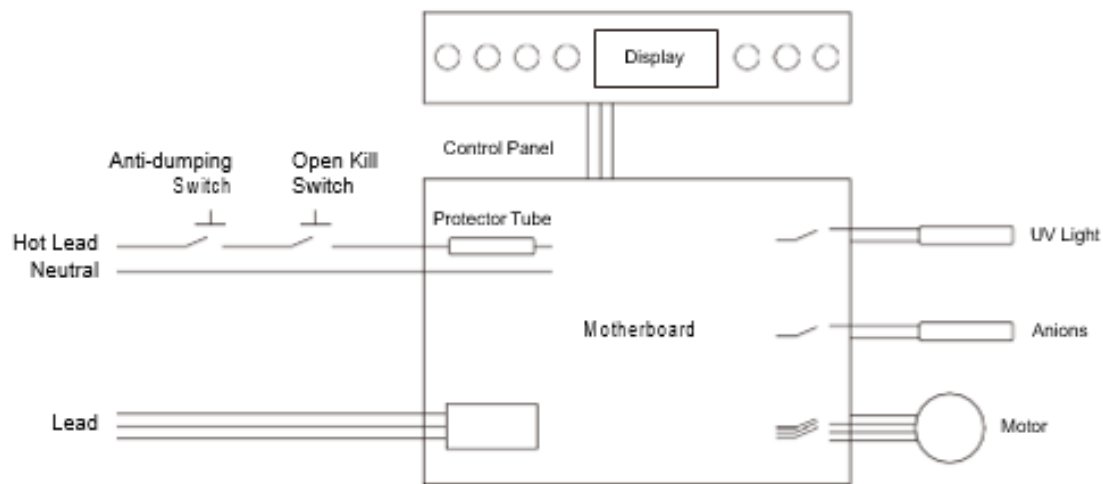 Display
Control Panel
Anti-dumping
Switch
Open Kill
Switch
Protector Tube
Hot Lead
Neutral
UV Light
Motherboard
Anions
Lead
Motor